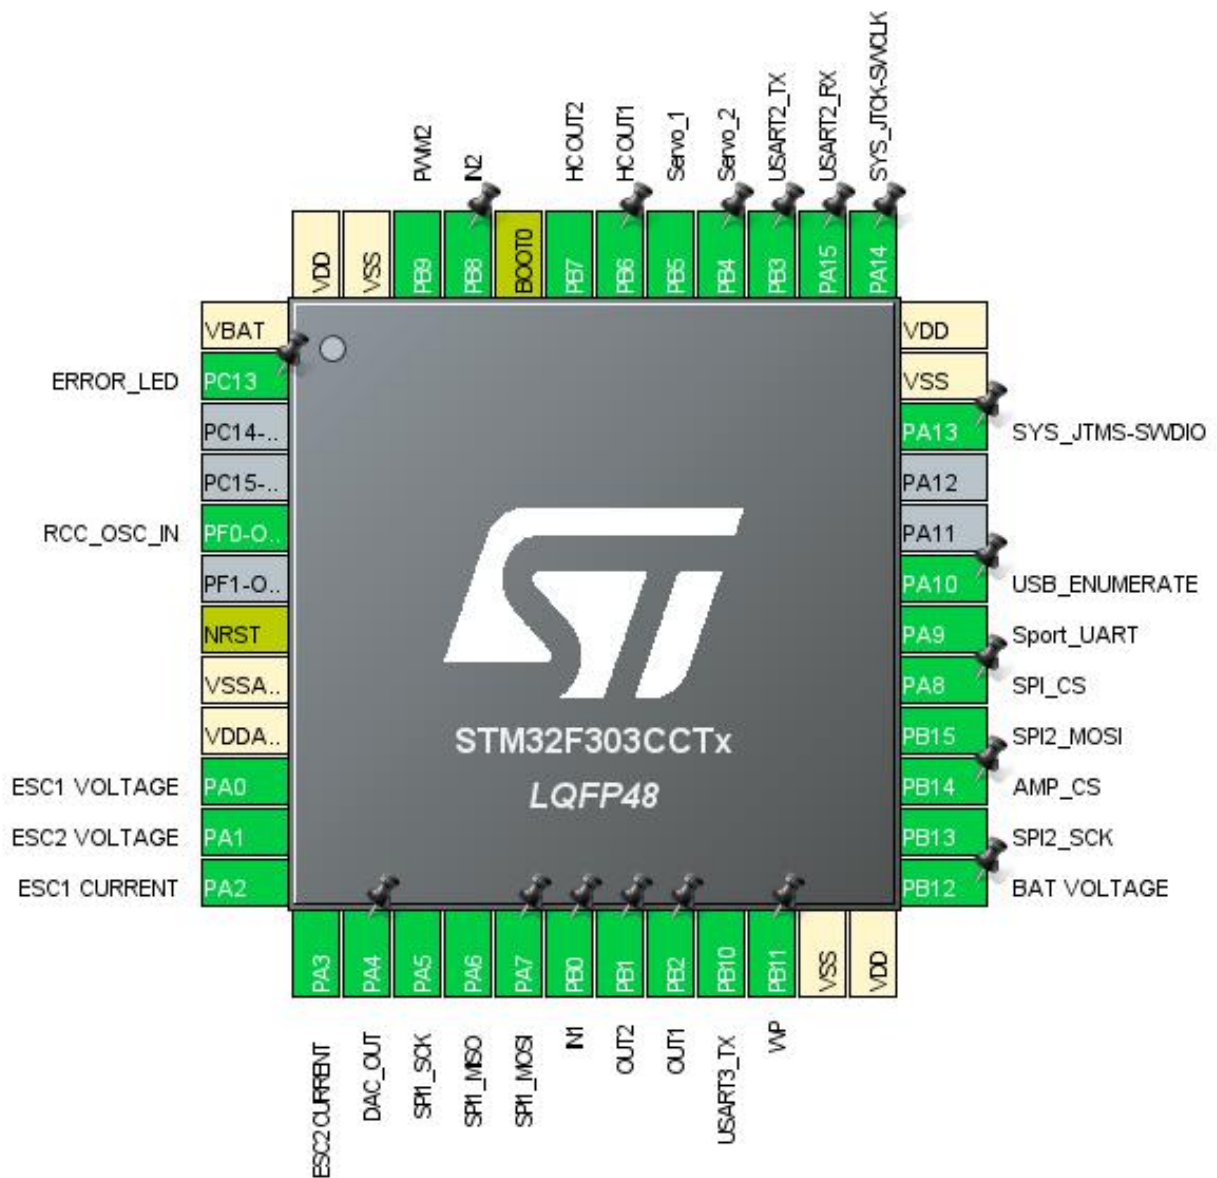 PWM2
IN2
HCOUT2
HCOUT1
Servo_1
Servo_2
USART2_TX
USART2_RX
SYS_JTCK-SWCLK
VDD
VSS
PB9
PB8
BOOT0
PB7
PB6
PB5
PB4
PB3
PA15
PA14
VBAT
ERROR_LED PC13
PC14-..
PC15-..
RCC_OSC_IN PF0-O..
PF1-O..
NRST
VSSA..
VDDA..
ESC1 VOLTAGE PA0
ESC2 VOLTAGE PA1
ESC1 CURRENT PA2
VDD
VSS
PA13 SYS_JTMS-SWDIO
PA12
PA11
PA10 USB_ENUMERATE
PA9 Sport_UART
PA8 SPI_CS
PB15 SPI2_MOSI
PB14 AMP_CS
PB13 SPI2_SCK
PB12 BAT VOLTAGE
ST
STM32F303CCTx
LQFP48
PA3
PA4
PA5
PA6
PA7
PB0
PB1
PB2
PB10
PB11
VSS
VDD
ESC2 CURRENT
DAC_OUT
SPI1_SCK
SPI1_MISO
SPI1_MOSI
IN1
OUT2
OUT1
USART3_TX
WP